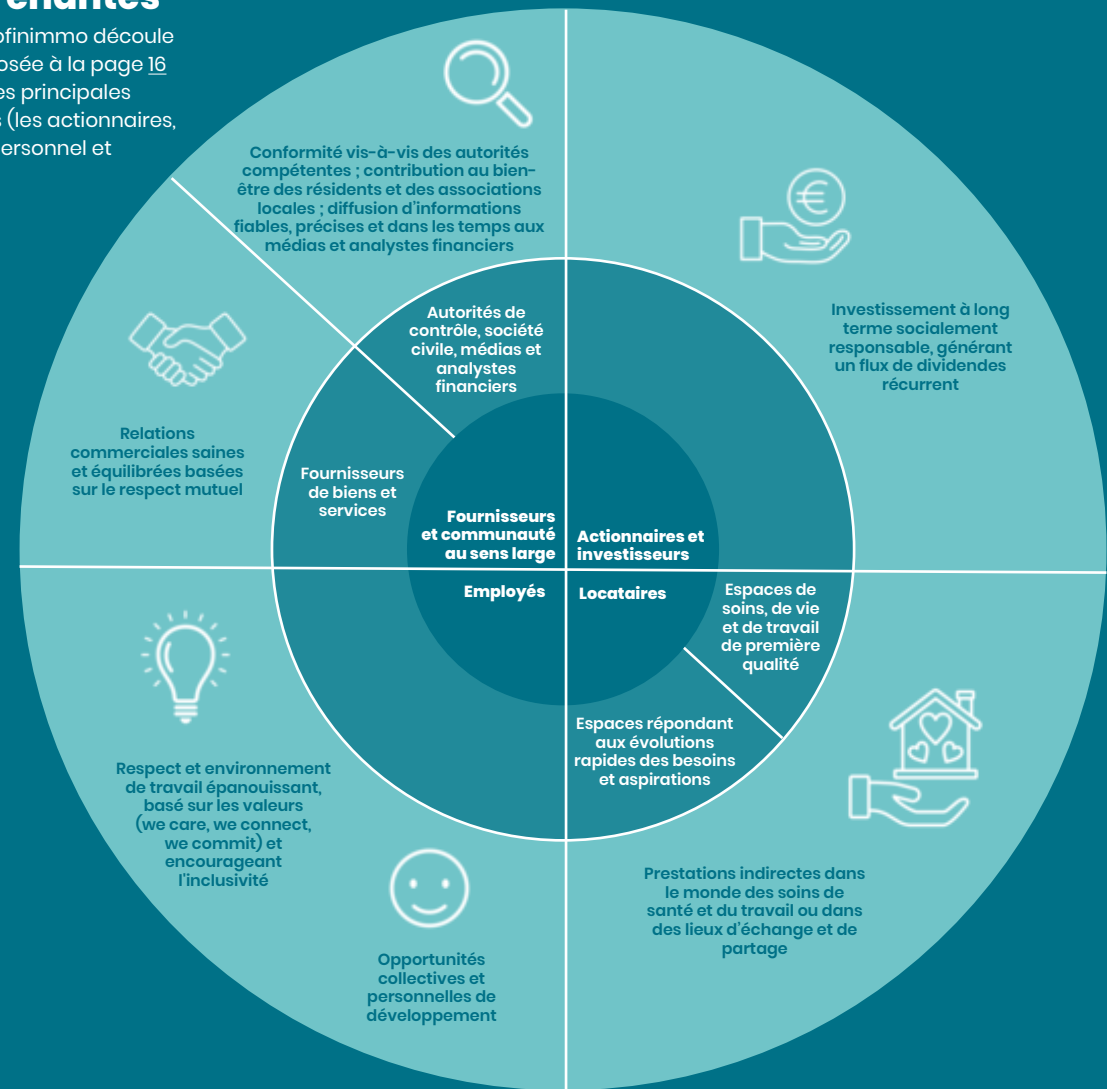 ofinimmo découle
osée à la page 16
es principales
s (les actionnaires,
ersonnel et
Conformité vis-à-vis des autorités
compétentes ; contribution au bien-
être des résidents et des associations
locales ; diffusion d'informations
fiables, précises et dans les temps aux
médias et analystes financiers
Autorités de
contrôle, société
civile, médias et
analystes
financiers
Investissement à long
terme socialement
responsable, générant
un flux de dividendes
récurrent
Relations
commerciales saines
et équilibrées basées
sur le respect mutuel
Fournisseurs
de biens et
services
Fournisseurs
et communauté
au sens large
Actionnaires et
investisseurs
Employés
Locataires
Espaces de
soins, de vie
et de travail
de première
qualité
Espaces répondant
aux évolutions
rapides des besoins
et aspirations
Respect et environnement
de travail épanouissant,
basé sur les valeurs
(we care, we connect,
we commit) et
encourageant
l'inclusivité
Opportunités
collectives et
personnelles de
développement
Prestations indirectes dans
le monde des soins de
santé et du travail ou dans
des lieux d'échange et de
partage